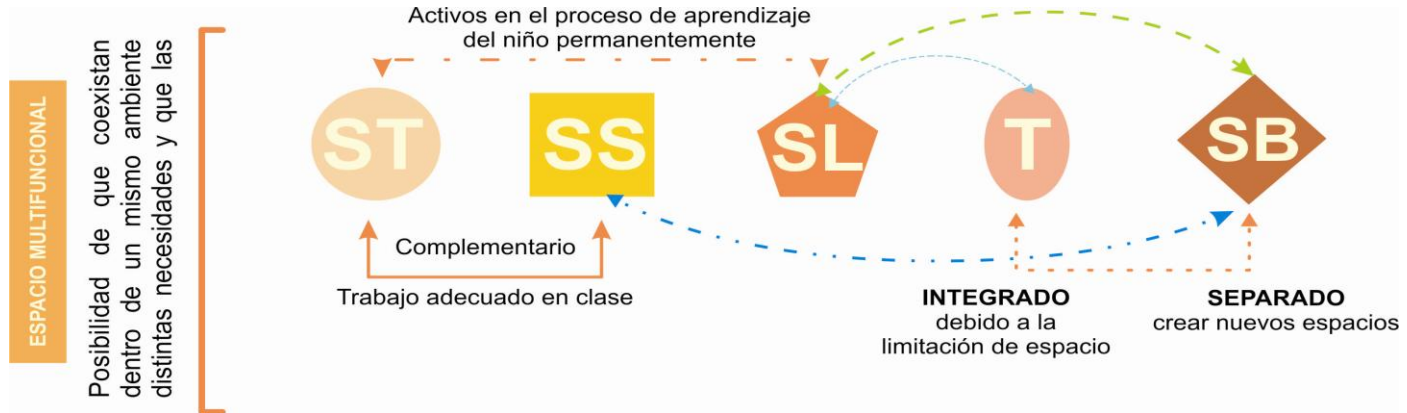 ESPACIO MULTIFUNCIONAL
Posibilidad de que coexistan
dentro de un mismo ambiente
distintas necesidades y que las
Activos en el proceso de aprendizaje
del niño permanentemente
ST
SS
SL
T
SB
Complementario
Trabajo adecuado en clase
INTEGRADO
debido a la
limitación de espacio
SEPARADO
crear nuevos espacios